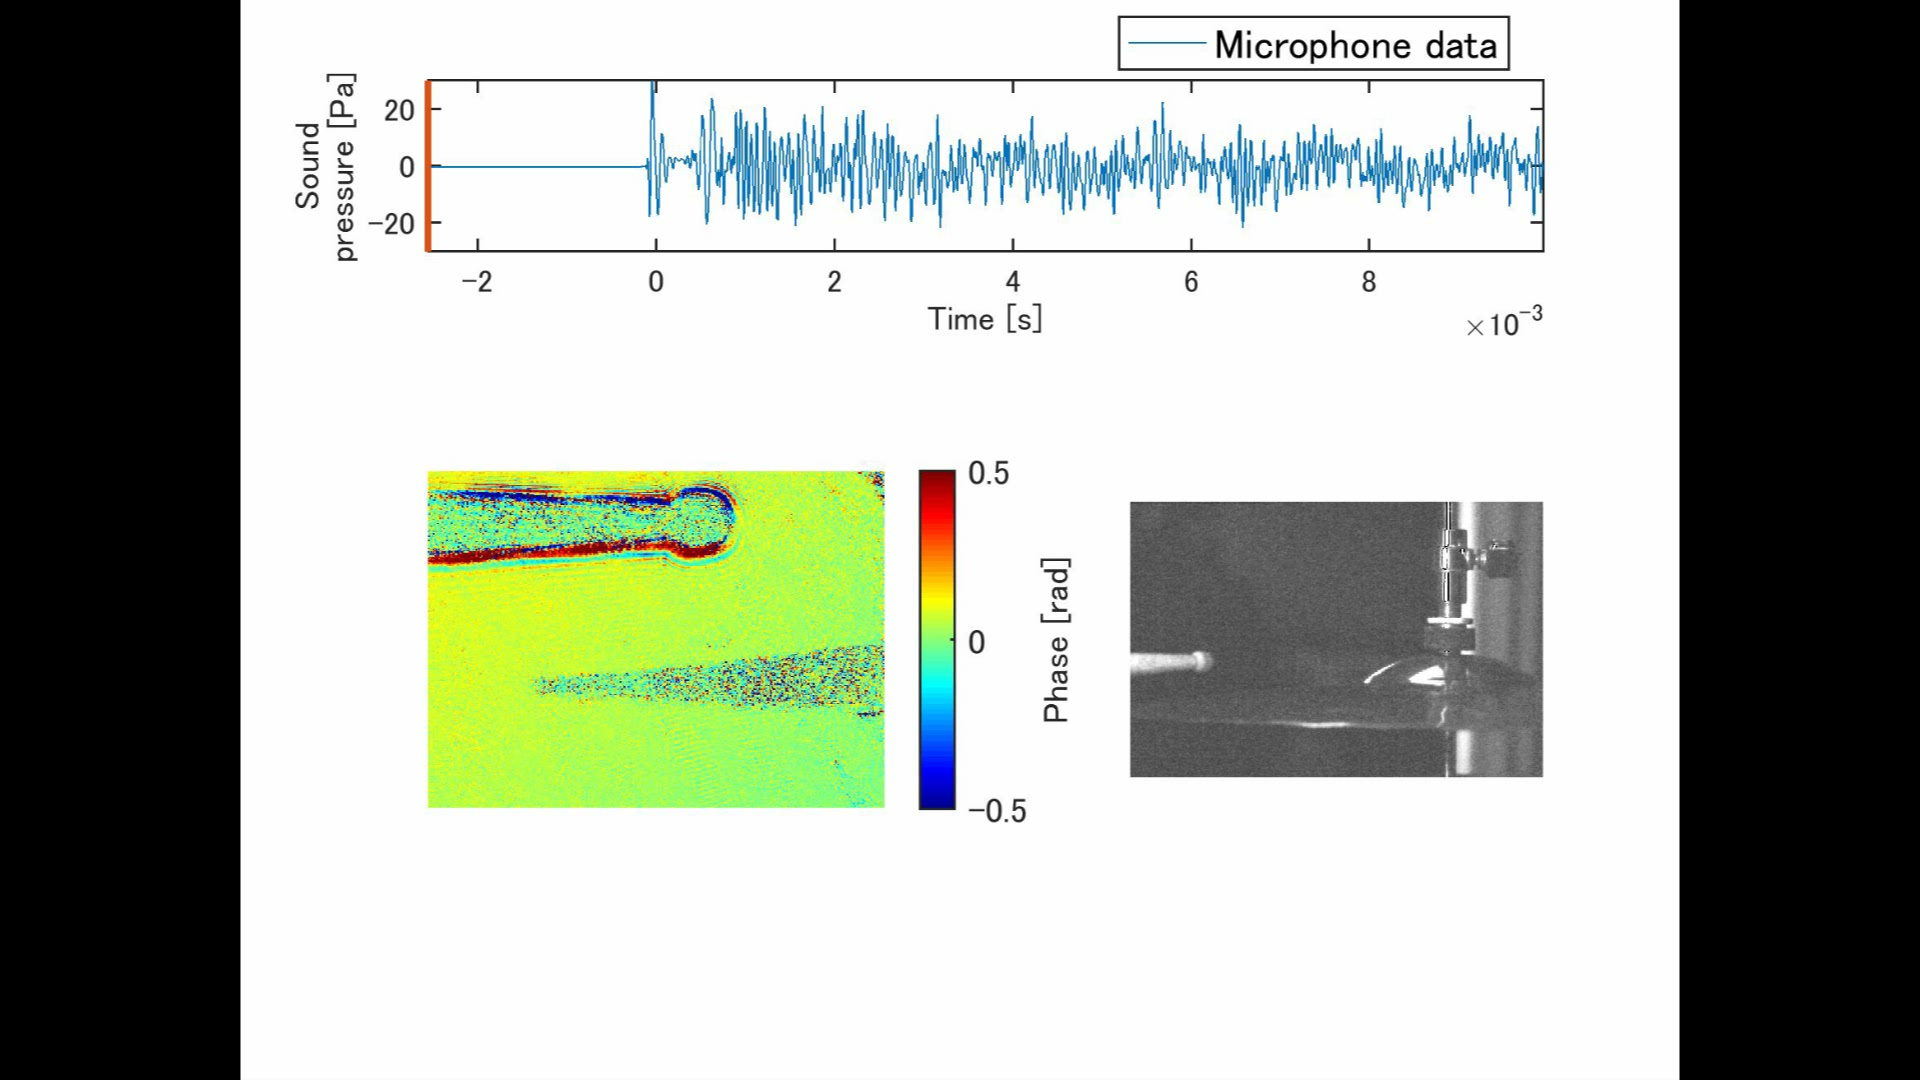 Microphone data
Sound
pressure [Pa]
20
0
−20
−2
0
2
4
6
8
Time [s]
×10⁻³
0.5
0
−0.5
Phase [rad]